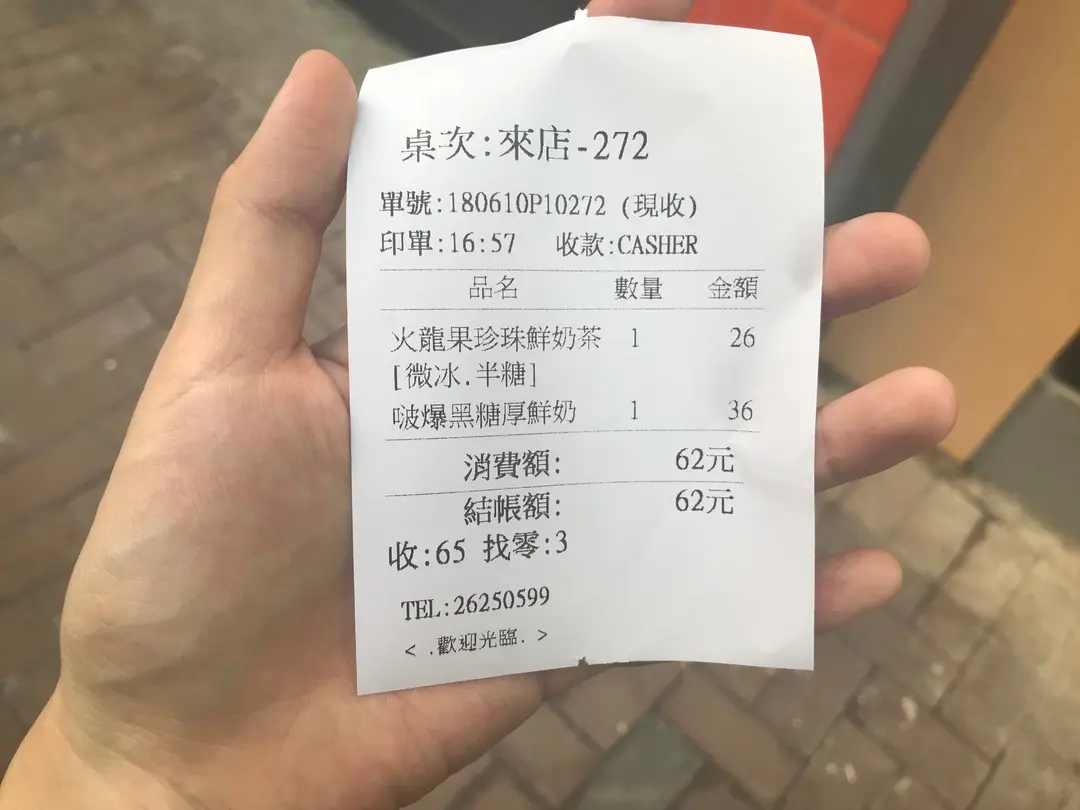 桌次:來店-272
單號:180610P10272 (現收)
印單:16:57 收款:CASHER
品名 數量 金額
火龍果珍珠鮮奶茶 1 26
[微冰.半糖]
啵爆黑糖厚鮮奶 1 36
消費額: 62元
結帳額: 62元
收:65 找零:3
TEL:26250599
< .歡迎光臨. >